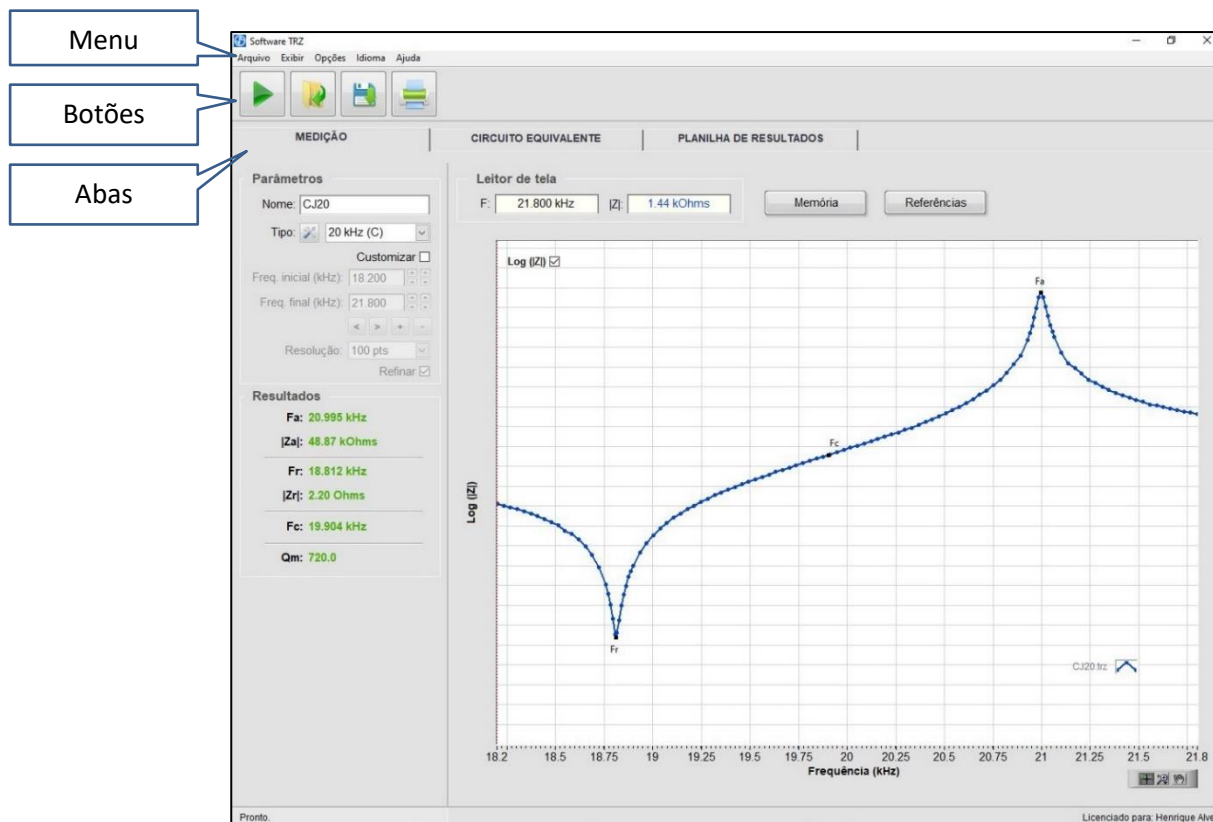 Menu
Botões
Abas
Software TRZ
Arquivo Exibir Opções Idioma Ajuda
MEDIÇÃO CIRCUITO EQUIVALENTE PLANILHA DE RESULTADOS
Parâmetros
Nome: CJ20
Tipo: 20 kHz (C)
Customizar
Freq. inicial (kHz): 18.200
Freq. final (kHz): 21.800
< > + -
Resolução: 100 pts
Refinar
Resultados
Fa: 20.995 kHz
|Za|: 48.87 kOhms
Fr: 18.812 kHz
|Zr|: 2.20 Ohms
Fc: 19.904 kHz
Qm: 720.0
Leitor de tela
F: 21.800 kHz |Z|: 1.44 kOhms
Memória Referências
Log (|Z|)
Fa
Fc
Fr
Log (|Z|)
CJ20.trz
18.2 18.5 18.75 19 19.25 19.5 19.75 20 20.25 20.5 20.75 21 21.25 21.5 21.8
Frequência (kHz)
Pronto.
Licenciado para: Henrique Alve